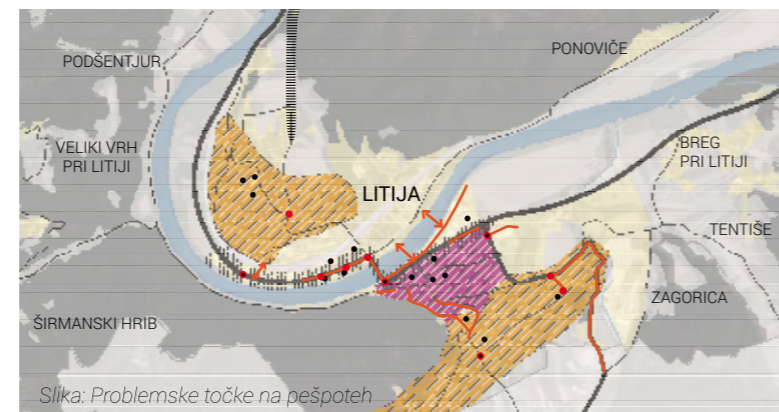 PODŠENTJUR
PONOVIČE
VELIKI VRH
PRI LITIJI
BREG
PRI LITIJI
LITIJA
TENTIŠE
ZAGORICA
ŠIRMANSKI HRIB
Slika: Problemske točke na pešpoteh